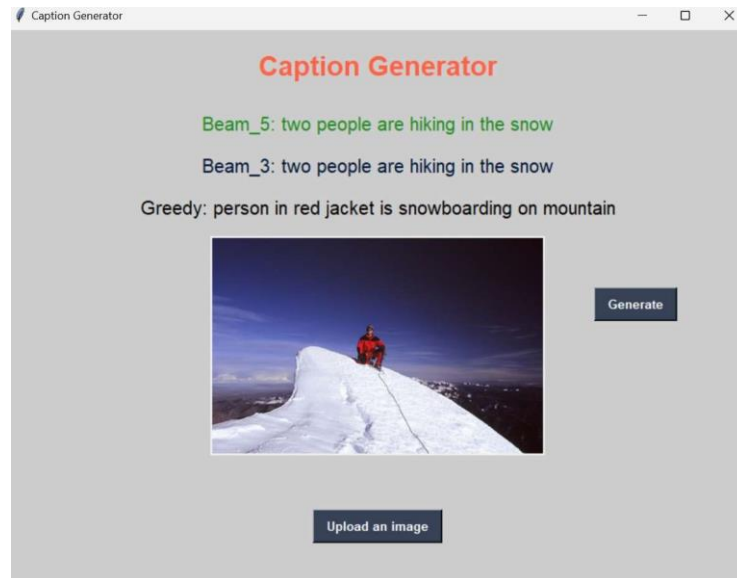 Caption Generator
Caption Generator
Beam_5: two people are hiking in the snow
Beam_3: two people are hiking in the snow
Greedy: person in red jacket is snowboarding on mountain
Generate
Upload an image